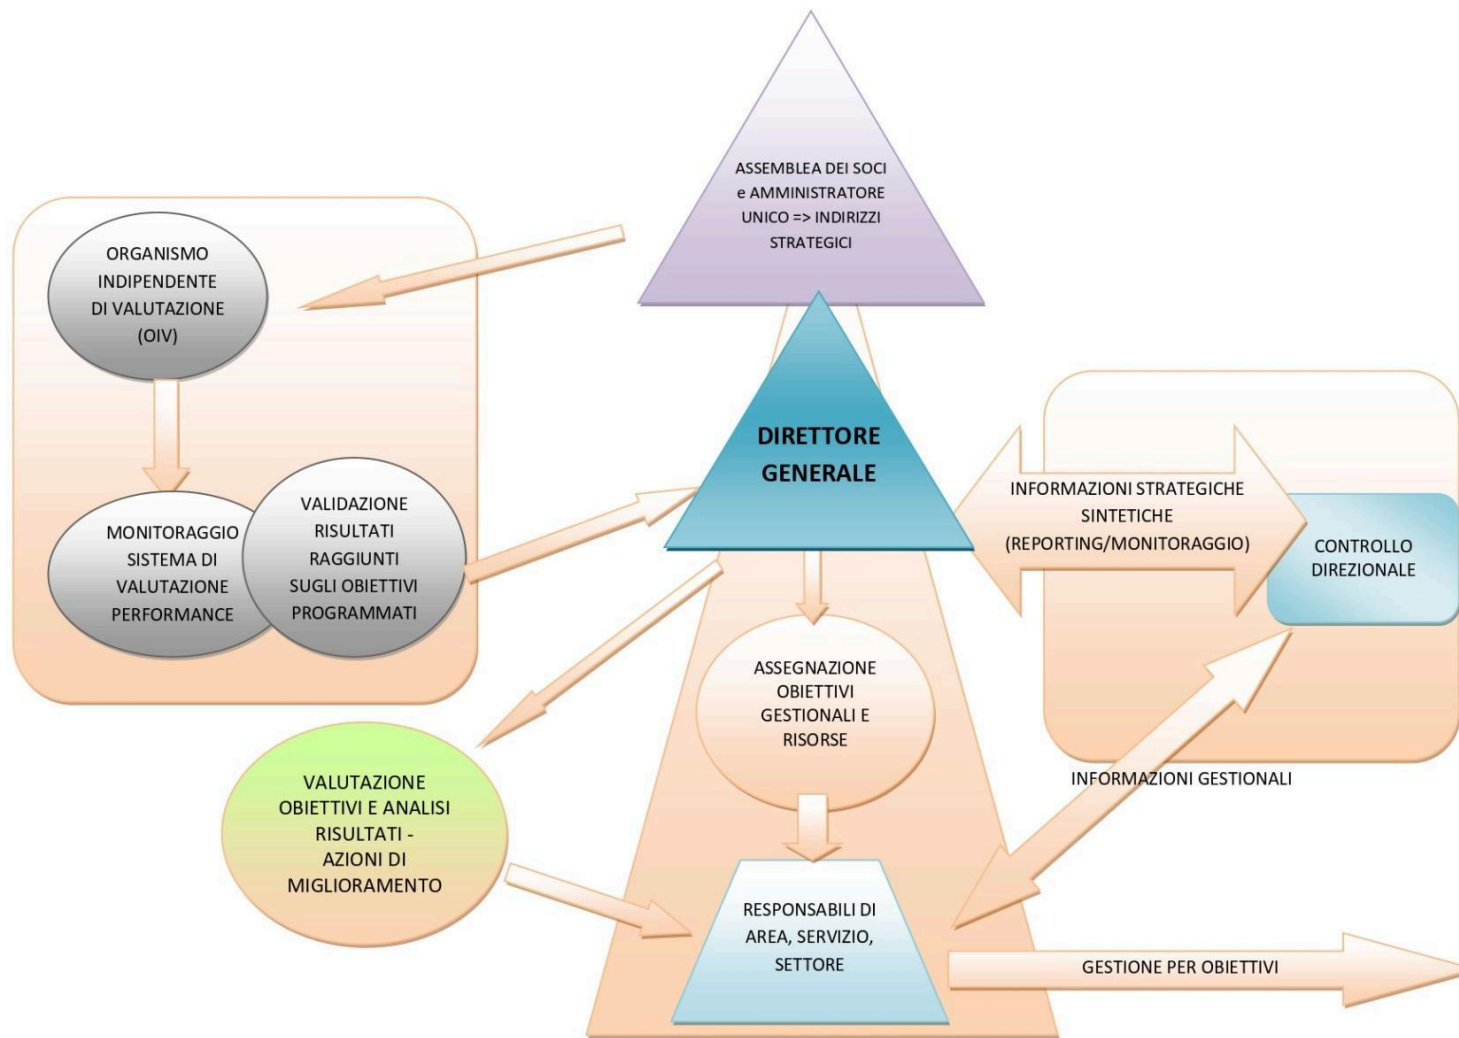 ASSEMBLEA DEI SOCI
e AMMINISTRATORE
UNICO => INDIRIZZI
STRATEGICI
ORGANISMO
INDIPENDENTE
DI VALUTAZIONE
(OIV)
MONITORAGGIO
SISTEMA DI
VALUTAZIONE
PERFORMANCE
VALIDAZIONE
RISULTATI
RAGGIUNTI
SUGLI OBIETTIVI
PROGRAMMATI
DIRETTORE
GENERALE
INFORMAZIONI STRATEGICHE
SINTETICHE
(REPORTING/MONITORAGGIO)
CONTROLLO
DIREZIONALE
ASSEGNAZIONE
OBIETTIVI
GESTIONALI E
RISORSE
VALUTAZIONE
OBIETTIVI E ANALISI
RISULTATI -
AZIONI DI
MIGLIORAMENTO
INFORMAZIONI GESTIONALI
RESPONSABILI DI
AREA, SERVIZIO,
SETTORE
GESTIONE PER OBIETTIVI